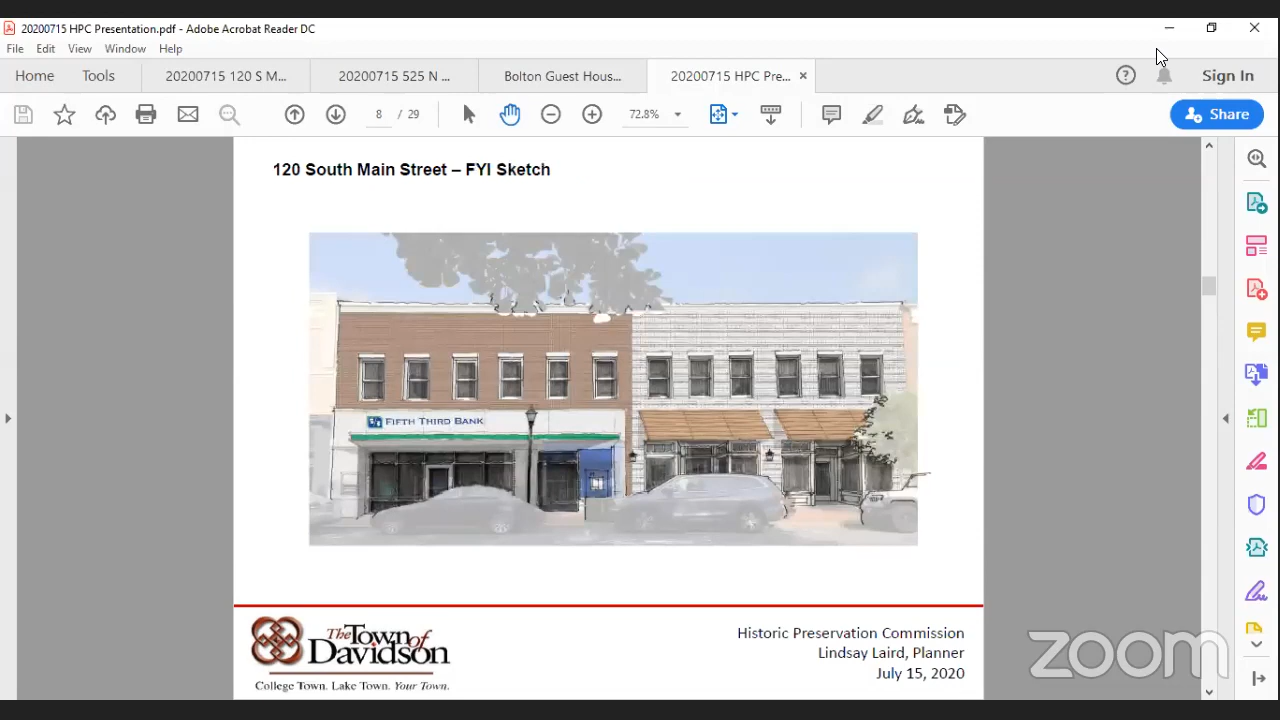 20200715 HPC Presentation.pdf - Adobe Acrobat Reader DC
File Edit View Window Help
Home Tools 20200715 120 S M... 20200715 525 N ... Bolton Guest Hous... 20200715 HPC Pre... × Sign In
8 / 29 72.8% Share
120 South Main Street – FYI Sketch
FIFTH THIRD BANK
The Town of
Davidson
College Town. Lake Town. Your Town.
Historic Preservation Commission
Lindsay Laird, Planner
July 15, 2020
zoom